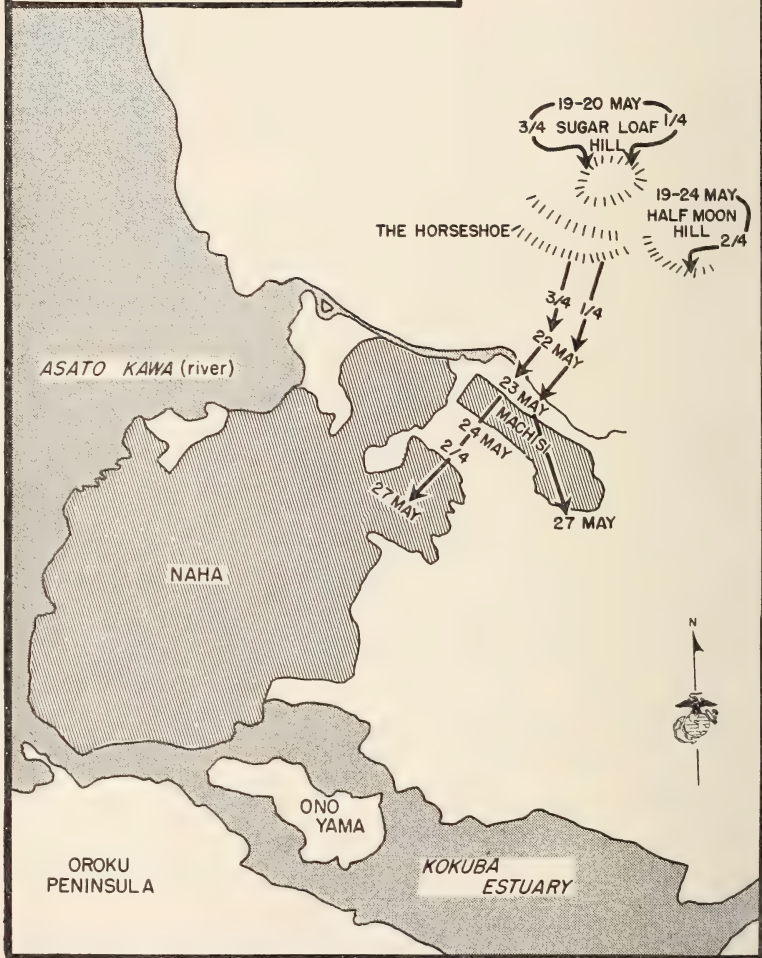 19-20 MAY
3/4 SUGAR LOAF 1/4
HILL
19-24 MAY
HALF MOON
HILL 2/4
THE HORSESHOE
3/4 1/4
22 MAY
ASATO KAWA (river)
23 MAY
MACHISI
24 MAY
2/4
27 MAY
27 MAY
NAHA
N
ONO
YAMA
OROKU
PENINSULA
KOKUBA
ESTUARY